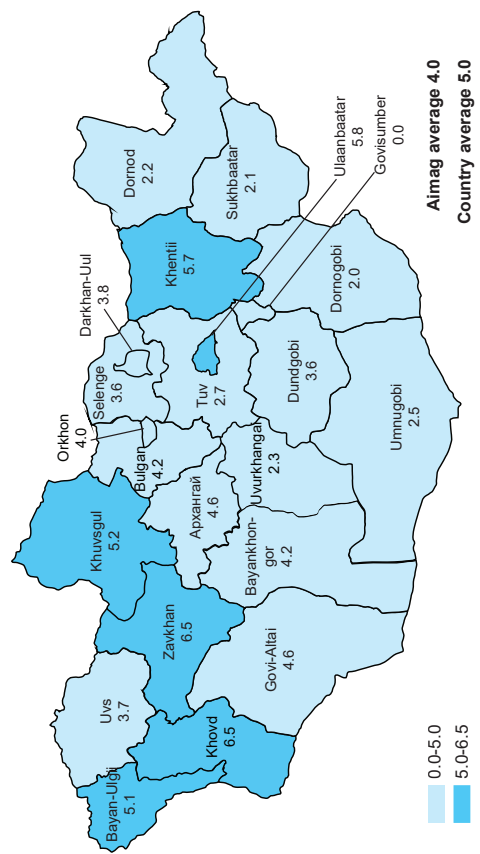 Bayan-Ulgii
5.1
Uvs
3.7
Khovd
6.5
Zavkhan
6.5
Govi-Altai
4.6
Khuvsgul
5.2
Bayankhon-
gor
4.2
Архангай
4.6
Orkhon
4.0
Bulgan
4.2
Uvurkhangai
2.3
Selenge
3.6
Darkhan-Uul
3.8
Tuv
2.7
Dundgobi
3.6
Umnugobi
2.5
Khentii
5.7
Dornod
2.2
Sukhbaatar
2.1
Dornogobi
2.0
Ulaanbaatar
5.8
Govisumber
0.0
0.0-5.0
5.0-6.5
Aimag average 4.0
Country average 5.0